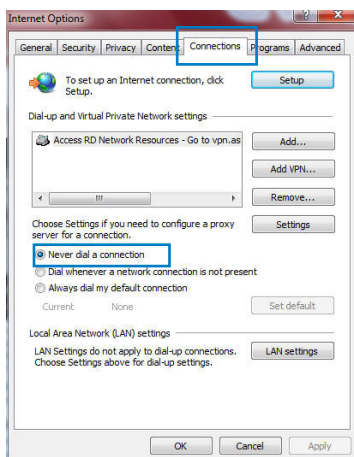 Internet Options
General Security Privacy Content Connections Programs Advanced
To set up an Internet connection, click
Setup.
Setup
Dial-up and Virtual Private Network settings
Access RD Network Resources - Go to vpn.as
Add...
Add VPN...
Remove...
Choose Settings if you need to configure a proxy
server for a connection.
Settings
Never dial a connection
Dial whenever a network connection is not present
Always dial my default connection
Current None
Set default
Local Area Network (LAN) settings
LAN Settings do not apply to dial-up connections.
Choose Settings above for dial-up settings.
LAN settings
OK Cancel Apply